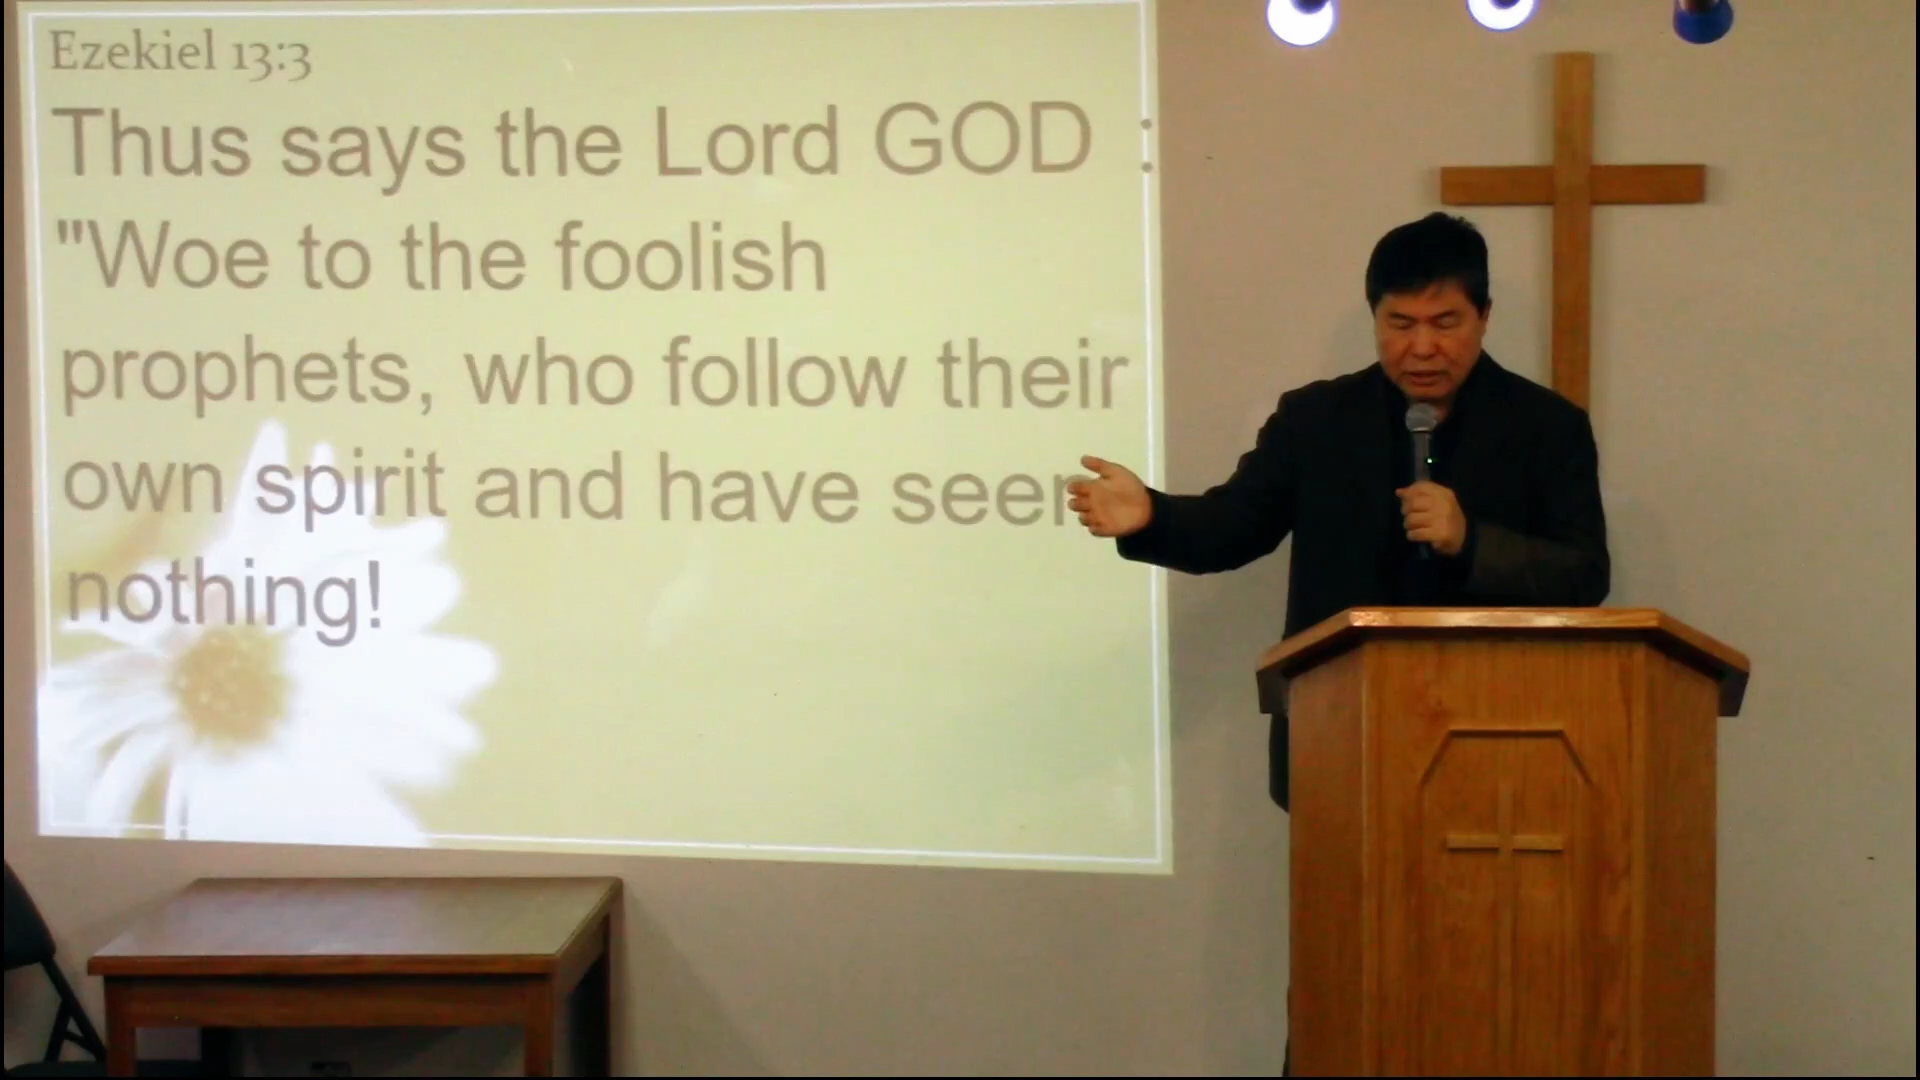 Ezekiel 13:3
Thus says the Lord GOD :
"Woe to the foolish
prophets, who follow their
own spirit and have seen
nothing!